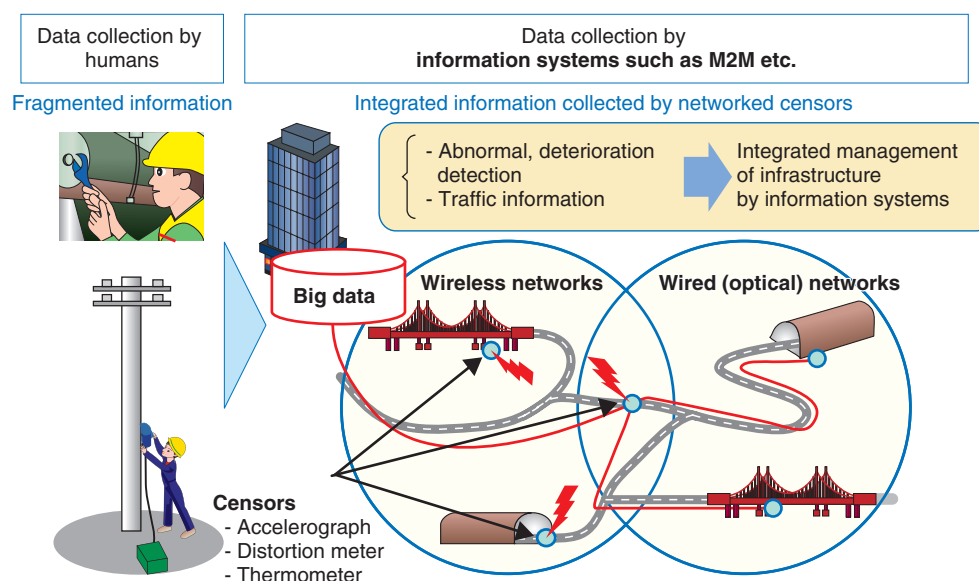 Data collection by
humans
Data collection by
information systems such as M2M etc.
Fragmented information
Integrated information collected by networked censors
- Abnormal, deterioration
detection
- Traffic information
Integrated management
of infrastructure
by information systems
Big data
Wireless networks
Wired (optical) networks
Censors
- Accelerograph
- Distortion meter
- Thermometer